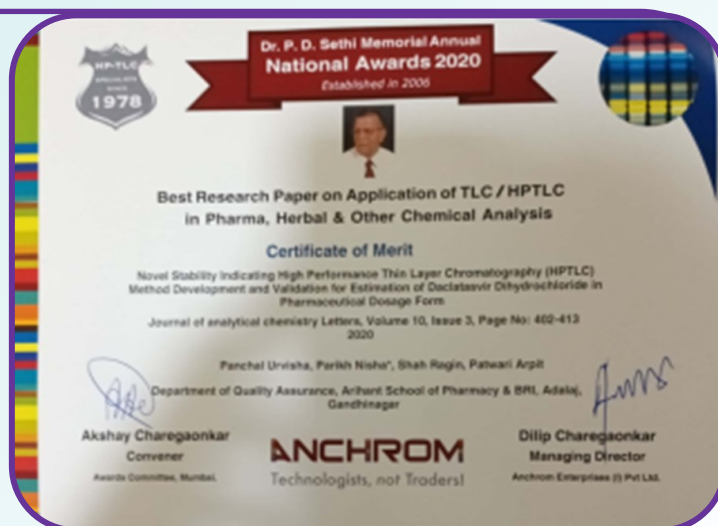 HP-TLC
SPECIALISTS
SINCE
1978
Dr. P. D. Sethi Memorial Annual
National Awards 2020
Established in 2006
Best Research Paper on Application of TLC / HPTLC
in Pharma, Herbal & Other Chemical Analysis
Certificate of Merit
Novel Stability Indicating High Performance Thin Layer Chromatography (HPTLC)
Method Development and Validation for Estimation of Daclatasvir Dihydrochloride in
Pharmaceutical Dosage Form
Journal of analytical chemistry Letters, Volume 10, Issue 3, Page No: 402-413
2020
Panchal Urvisha, Parikh Nisha*, Shah Ragin, Patwari Arpit
Department of Quality Assurance, Arihant School of Pharmacy & BRI, Adalaj,
Gandhinagar
Akshay Charegaonkar
Convener
Awards Committee, Mumbai.
ANCHROM
Technologists, not Traders!
Dilip Charegaonkar
Managing Director
Anchrom Enterprises (I) Pvt Ltd.